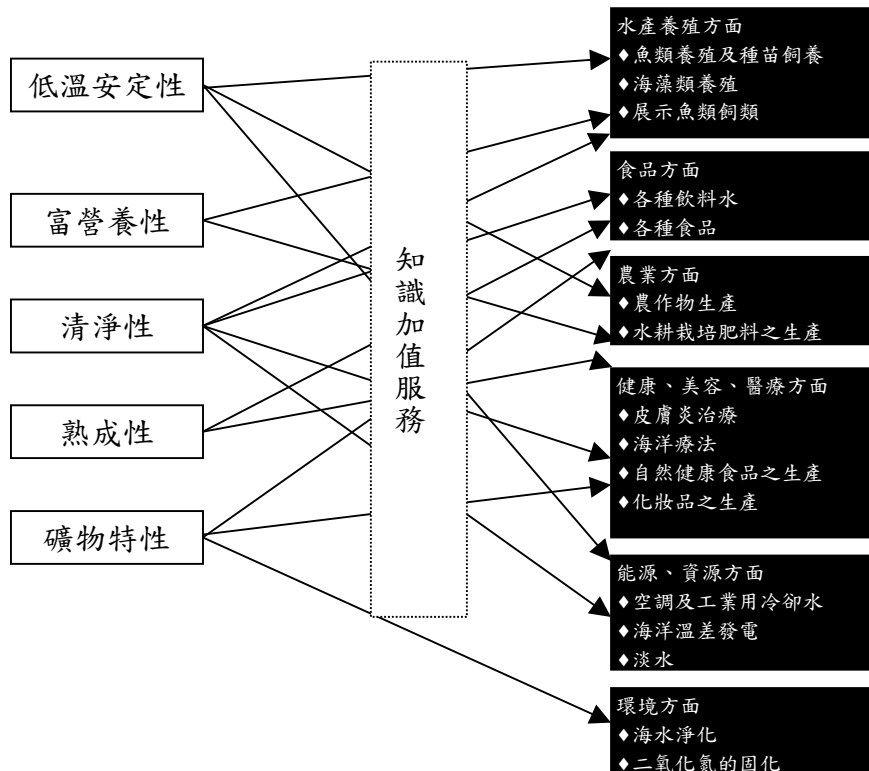 低溫安定性
富營養性
清淨性
熟成性
礦物特性
知識加值服務
水產養殖方面
♦魚類養殖及種苗飼養
♦海藻類養殖
♦展示魚類飼類
食品方面
♦各種飲料水
♦各種食品
農業方面
♦農作物生產
♦水耕栽培肥料之生產
健康、美容、醫療方面
♦皮膚炎治療
♦海洋療法
♦自然健康食品之生產
♦化妝品之生產
能源、資源方面
♦空調及工業用冷卻水
♦海洋溫差發電
♦淡水
環境方面
♦海水淨化
♦二氧化氮的固化